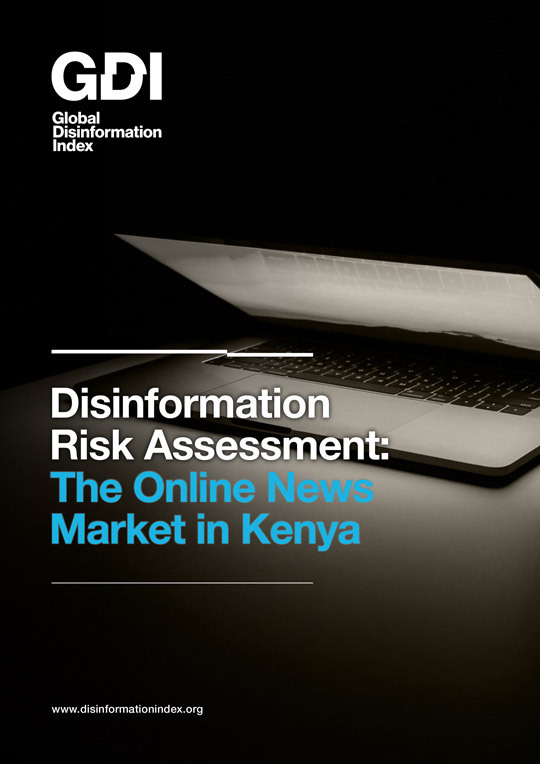 GDI
Global
Disinformation
Index
Disinformation
Risk Assessment:
The Online News
Market in Kenya
www.disinformationindex.org